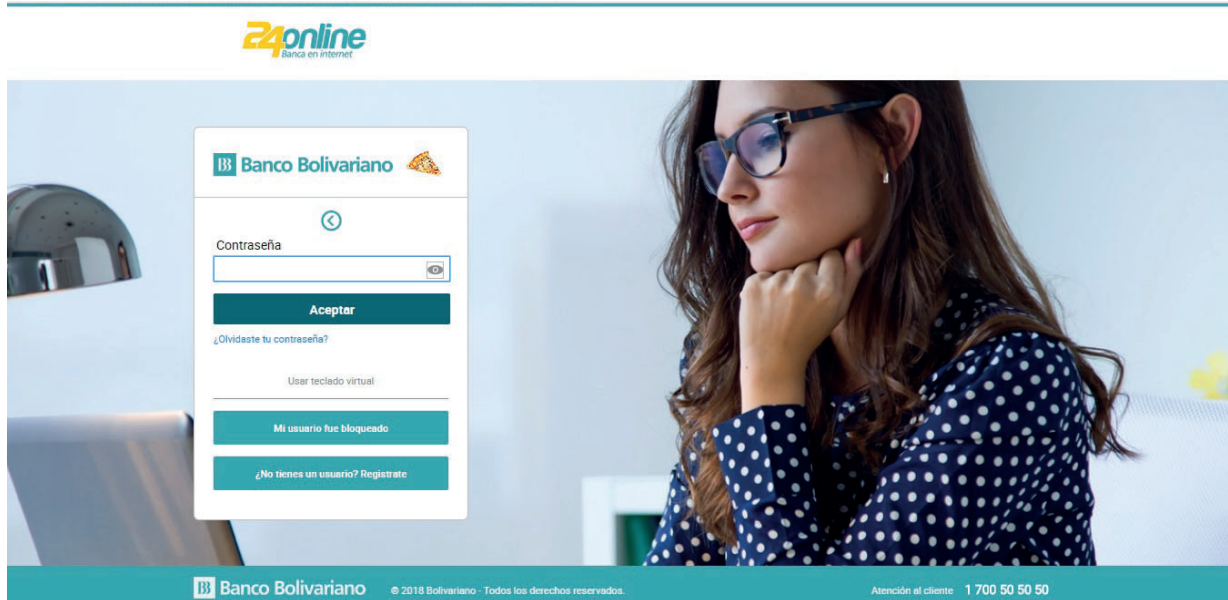 24online
Banca en internet
B Banco Bolivariano
Contraseña
Aceptar
¿Olvidaste tu contraseña?
Usar teclado virtual
Mi usuario fue bloqueado
¿No tienes un usuario? Registrate
B Banco Bolivariano © 2018 Bolivariano - Todos los derechos reservados. Atención al cliente 1 700 50 50 50